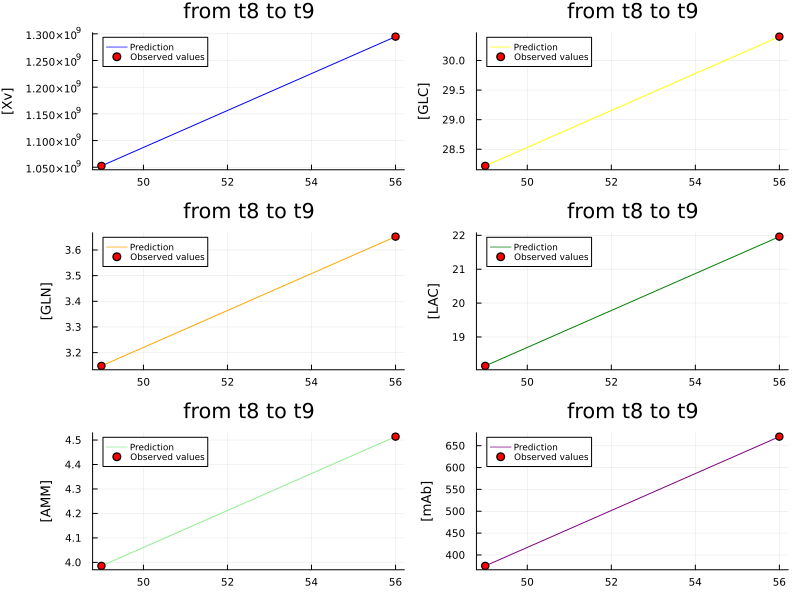 from t8 to t9
1.300×10⁹
1.250×10⁹
1.200×10⁹
1.150×10⁹
1.100×10⁹
1.050×10⁹
[Xv]
Prediction
Observed values
50 52 54 56
from t8 to t9
30.0
29.5
29.0
28.5
[GLC]
Prediction
Observed values
50 52 54 56
from t8 to t9
3.6
3.5
3.4
3.3
3.2
[GLN]
Prediction
Observed values
50 52 54 56
from t8 to t9
22
21
20
19
[LAC]
Prediction
Observed values
50 52 54 56
from t8 to t9
4.5
4.4
4.3
4.2
4.1
4.0
[AMM]
Prediction
Observed values
50 52 54 56
from t8 to t9
650
600
550
500
450
400
[mAb]
Prediction
Observed values
50 52 54 56